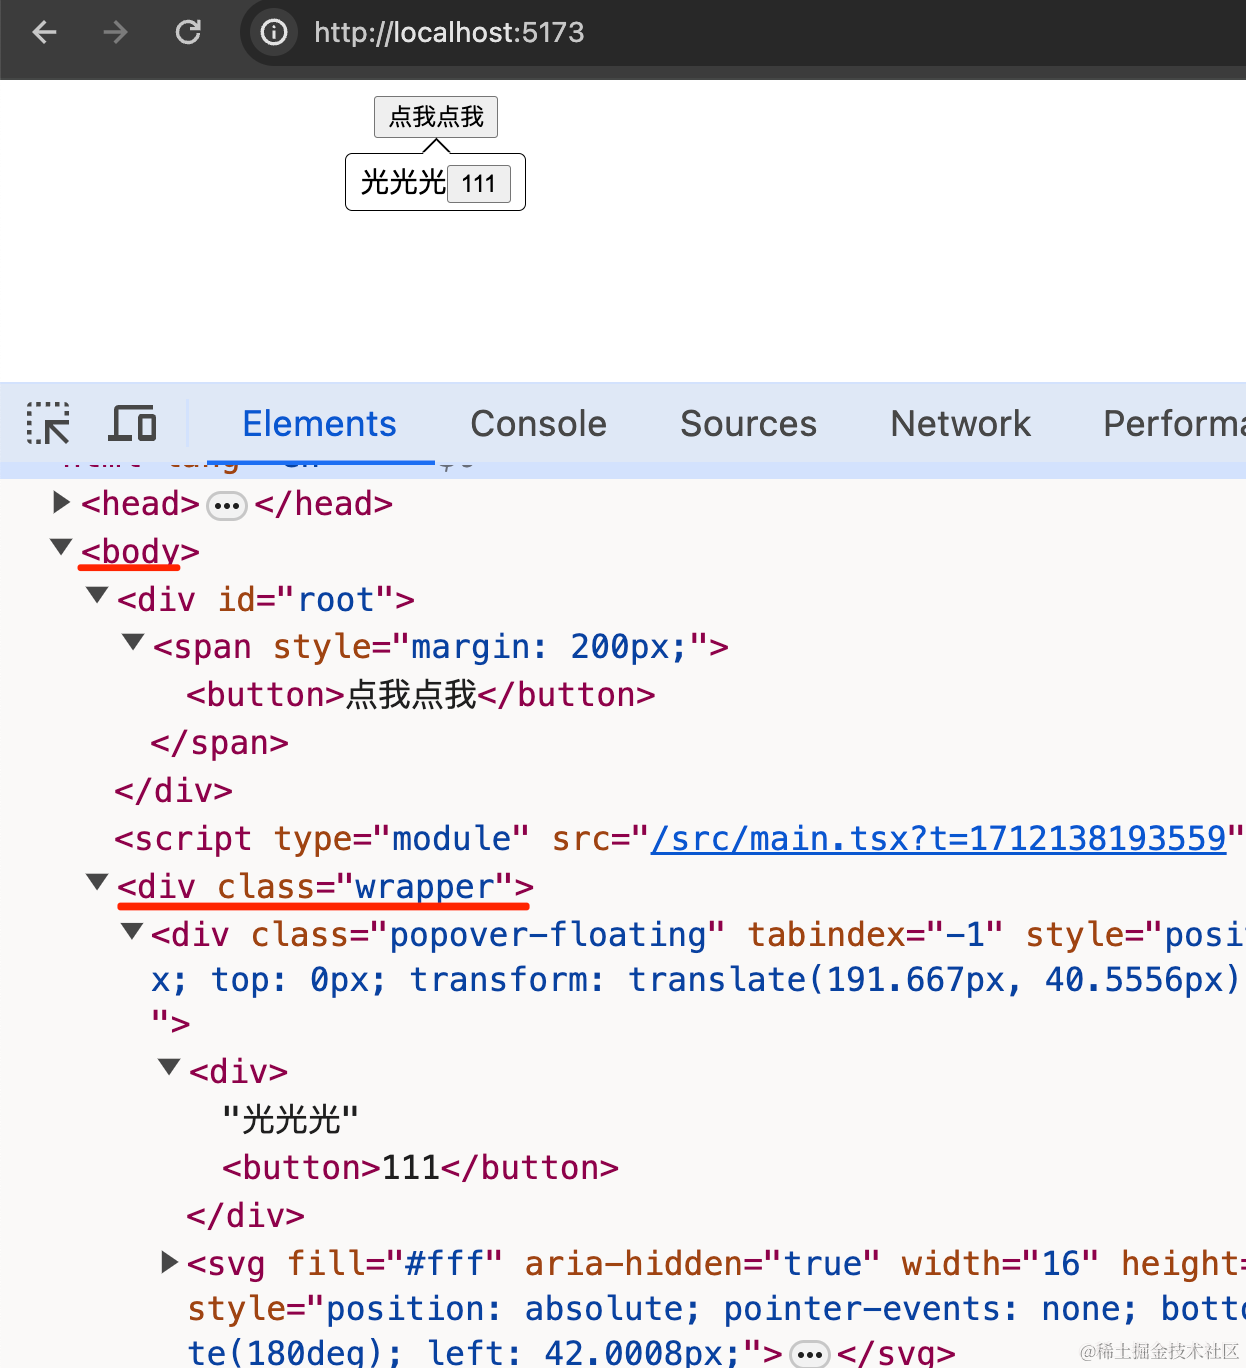 http://localhost:5173
点我点我
光光光 111
Elements Console Sources Network Performa
<head> ••• </head>
<body>
<div id="root">
<span style="margin: 200px;">
<button>点我点我</button>
</span>
</div>
<script type="module" src="/src/main.tsx?t=1712138193559"
<div class="wrapper">
<div class="popover-floating" tabindex="-1" style="posi
x; top: 0px; transform: translate(191.667px, 40.5556px)
">
<div>
"光光光"
<button>111</button>
</div>
<svg fill="#fff" aria-hidden="true" width="16" height=
style="position: absolute; pointer-events: none; botto
te(180deg); left: 42.0008px;"> ••• </svg>
@稀土掘金技术社区